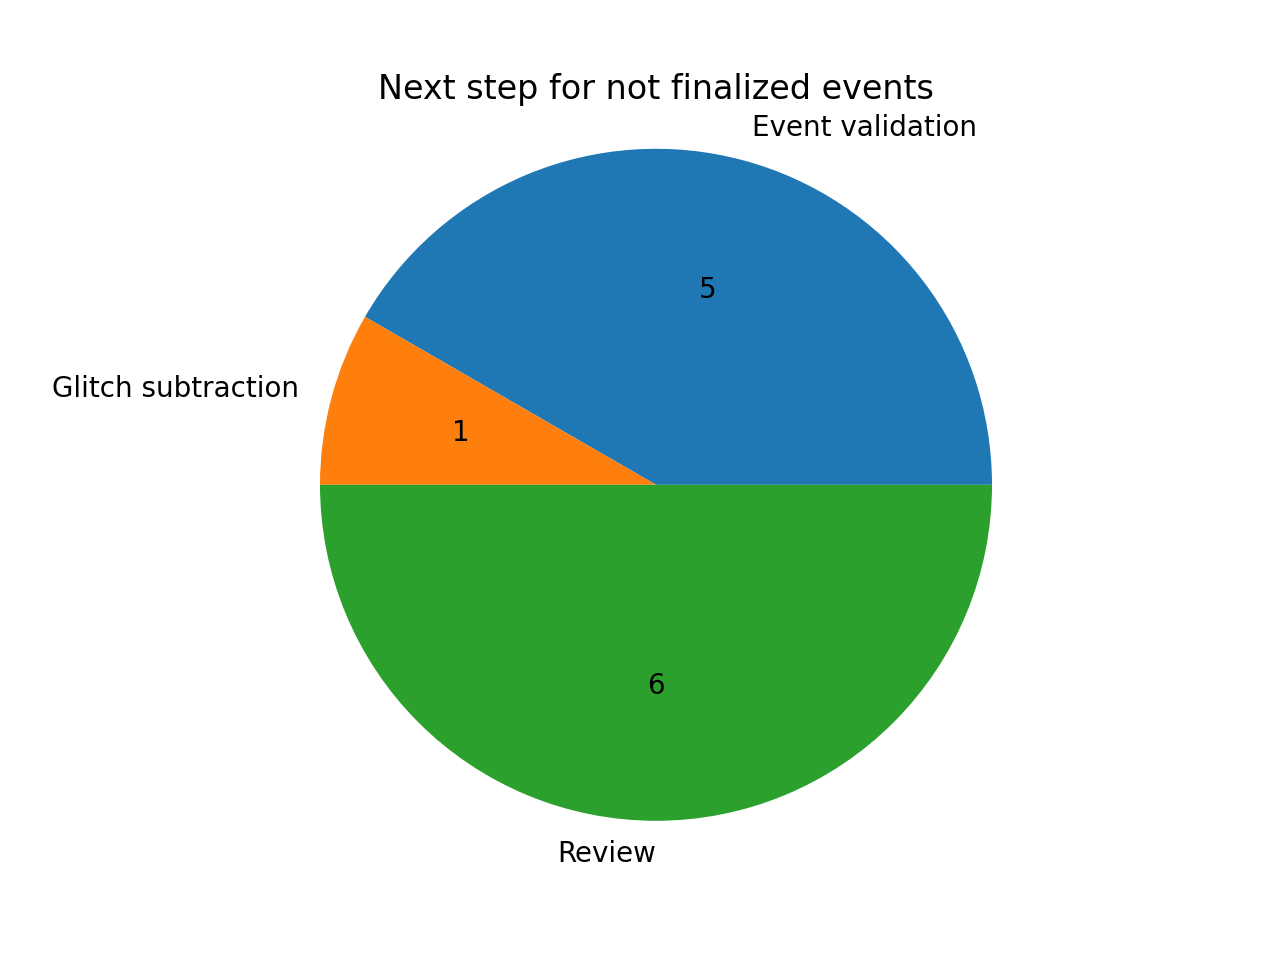 Next step for not finalized events
Event validation
5
Glitch subtraction
1
6
Review